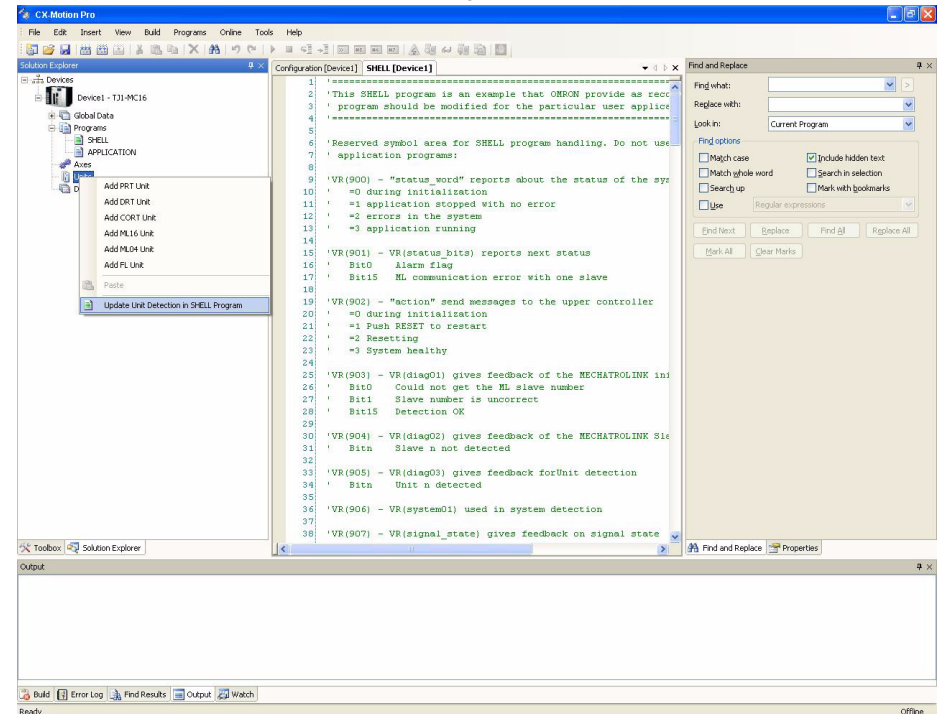 CX-Motion Pro
File Edit Insert View Build Programs Online Tools Help
Solution Explorer
Devices
Device1 - TJ1-MC16
Global Data
Programs
SHELL
APPLICATION
Axes
Units
D
Add PRT Unit
Add DRT Unit
Add CORT Unit
Add ML16 Unit
Add ML04 Unit
Add FL Unit
Paste
Update Unit Detection in SHELL Program
Toolbox Solution Explorer
Configuration [Device1] SHELL [Device1]
1 '==================================================
2 'This SHELL program is an example that OMRON provide as reco
3 ' program should be modified for the particular user applica
4 '==================================================
5
6 'Reserved symbol area for SHELL program handling. Do not use
7 ' application programs:
8
9 'VR(900) - "status_word" reports about the status of the sys
10 ' =0 during initialization
11 ' =1 application stopped with no error
12 ' =2 errors in the system
13 ' =3 application running
14
15 'VR(901) - VR(status_bits) reports next status
16 ' Bit0 Alarm flag
17 ' Bit15 ML communication error with one slave
18
19 'VR(902) - "action" send messages to the upper controller
20 ' =0 during initialization
21 ' =1 Push RESET to restart
22 ' =2 Resetting
23 ' =3 System healthy
24
25 'VR(903) - VR(diag01) gives feedback of the MECHATROLINK ini
26 ' Bit0 Could not get the ML slave number
27 ' Bit1 Slave number is uncorrect
28 ' Bit15 Detection OK
29
30 'VR(904) - VR(diag02) gives feedback of the MECHATROLINK Sla
31 ' Bitn Slave n not detected
32
33 'VR(905) - VR(diag03) gives feedback forUnit detection
34 ' Bitn Unit n detected
35
36 'VR(906) - VR(system01) used in system detection
37
38 'VR(907) - VR(signal_state) gives feedback on signal state
Find and Replace
Find what:
Replace with:
Look in: Current Program
Find options
Match case Include hidden text
Match whole word Search in selection
Search up Mark with bookmarks
Use Regular expressions
Find Next Replace Find All Replace All
Mark All Clear Marks
Find and Replace Properties
Output
Build Error Log Find Results Output Watch
Ready Offline